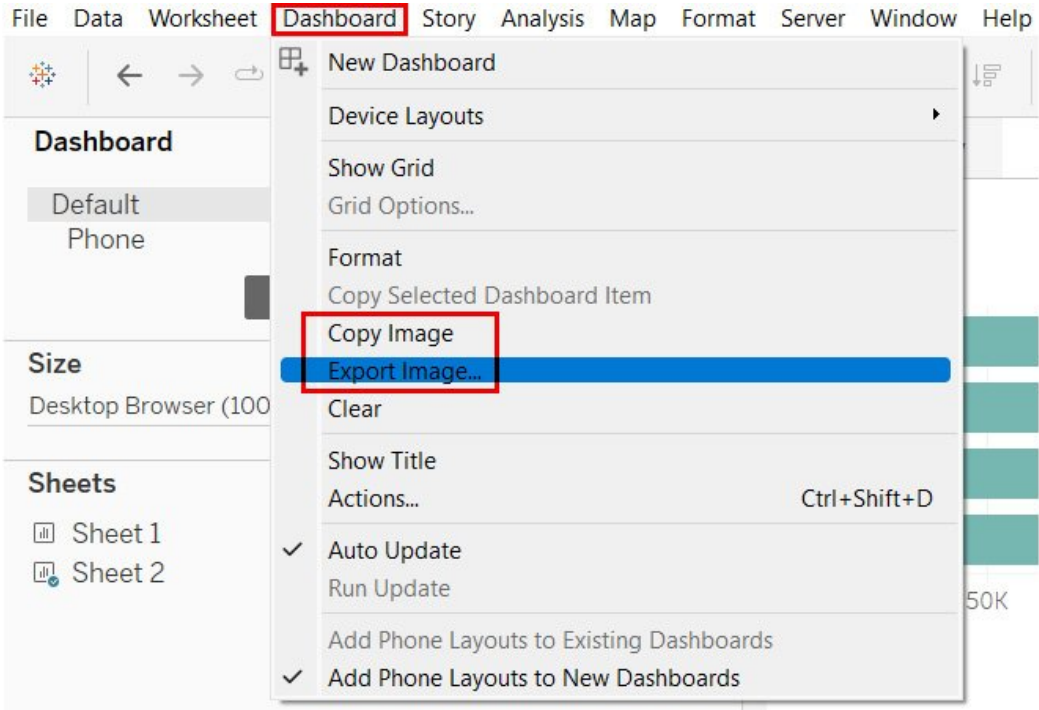 File Data Worksheet Dashboard Story Analysis Map Format Server Window Help
New Dashboard
Device Layouts
Dashboard
Show Grid
Default
Grid Options...
Phone
Format
Copy Selected Dashboard Item
Copy Image
Size
Export Image...
Desktop Browser (100
Clear
Show Title
Sheets
Actions... Ctrl+Shift+D
Sheet 1
Auto Update
Sheet 2
Run Update
50K
Add Phone Layouts to Existing Dashboards
Add Phone Layouts to New Dashboards